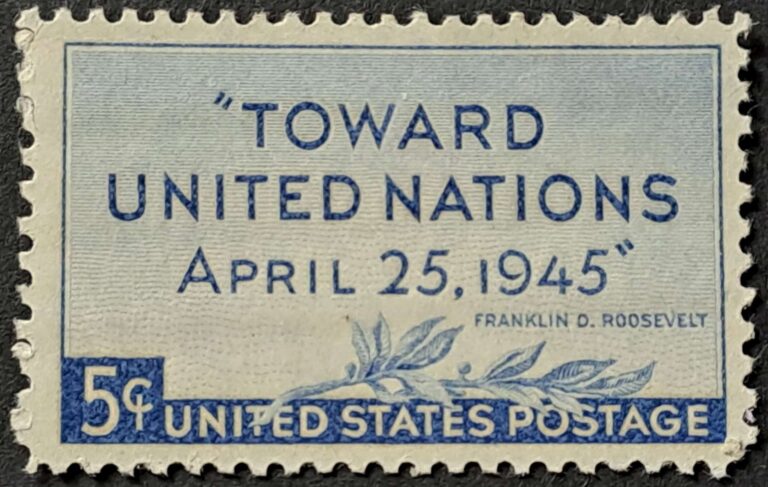 "TOWARD
UNITED NATIONS
APRIL 25, 1945"
FRANKLIN D. ROOSEVELT
5¢ UNITED STATES POSTAGE